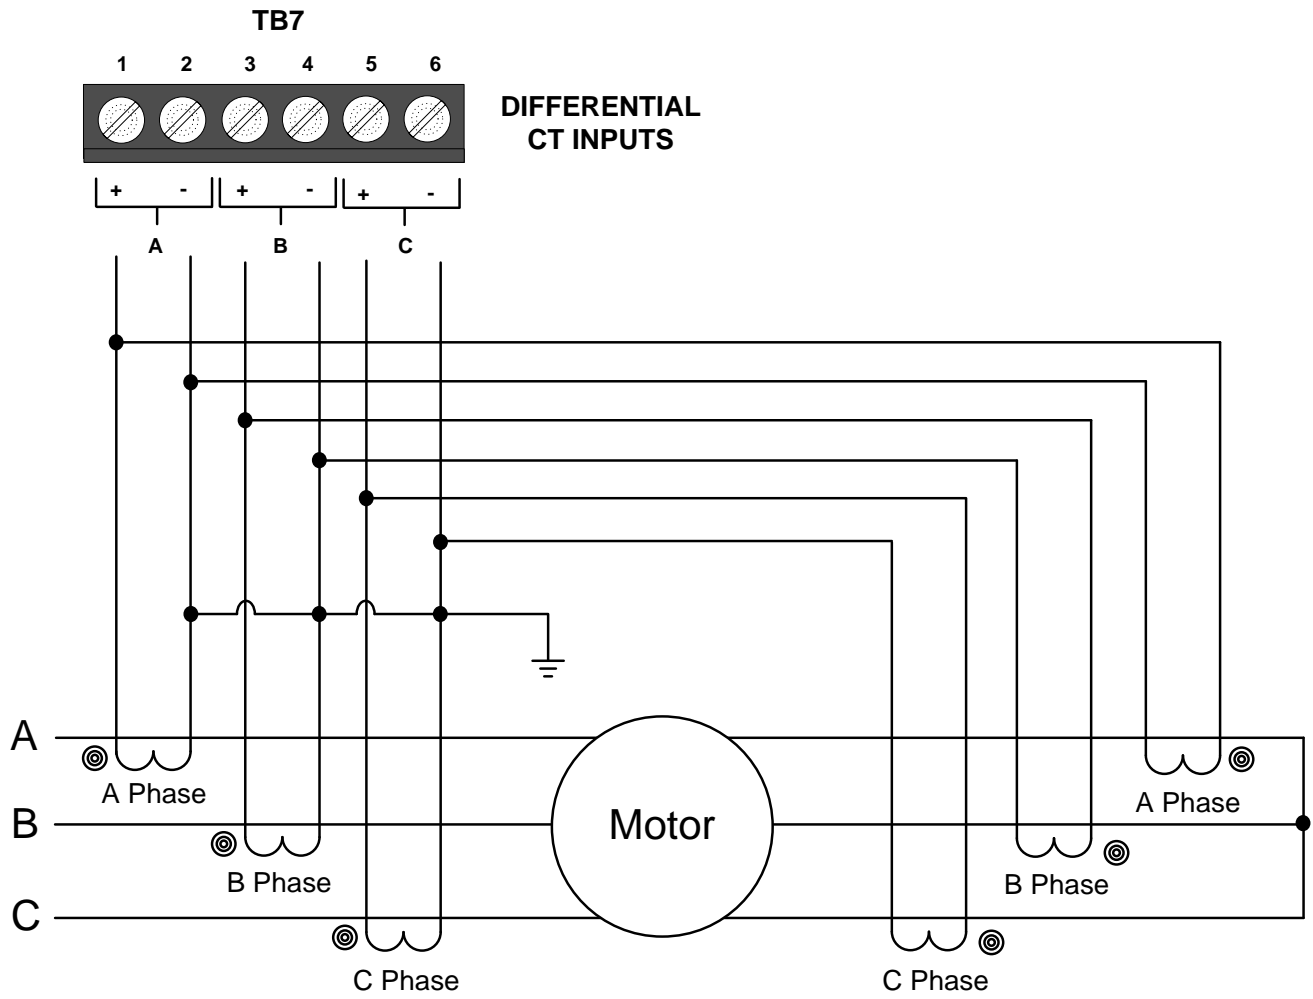 TB7
1 2 3 4 5 6
DIFFERENTIAL
CT INPUTS
+ - + - + -
A B C
A
A Phase
A Phase
B
Motor
B Phase
B Phase
C
C Phase
C Phase